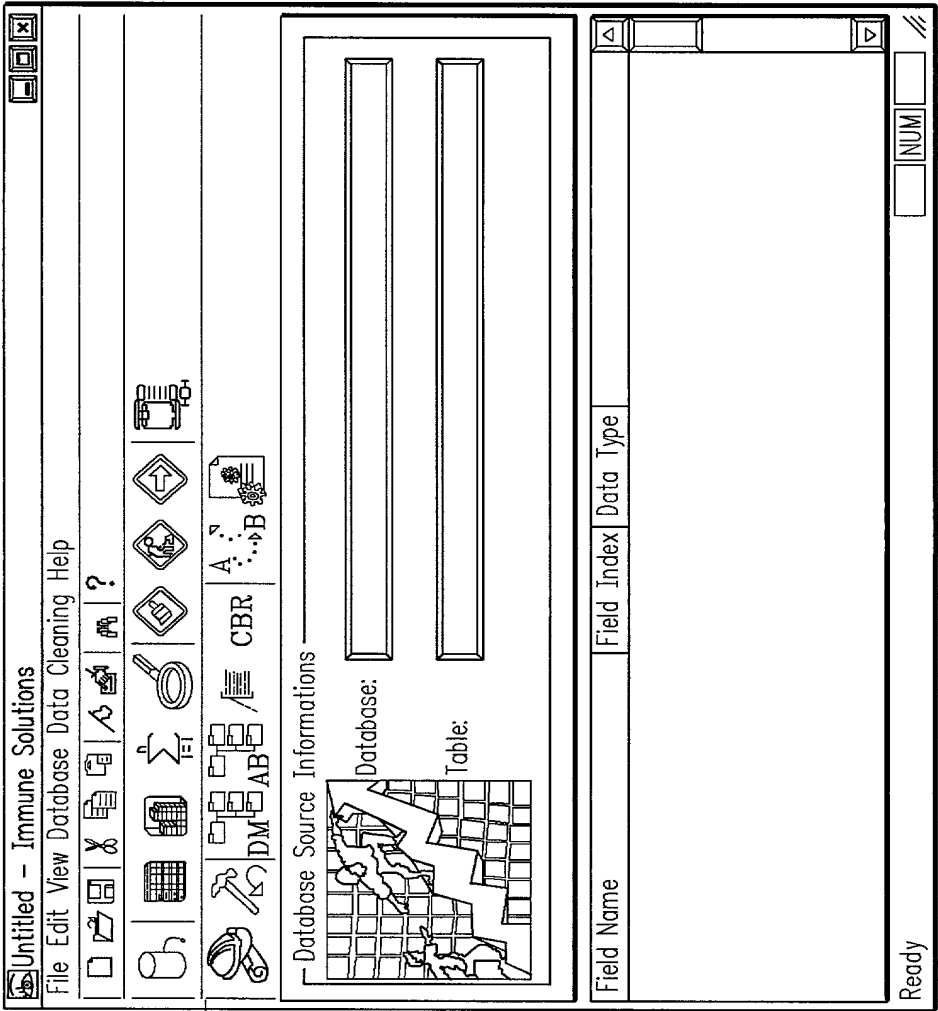 Untitled – Immune Solutions
File Edit View Database Data Cleaning Help
?
n
Σ
i=1
DM AB CBR A B
Database Source Informations
Database:
Table:
Field Name Field Index Data Type
Ready NUM